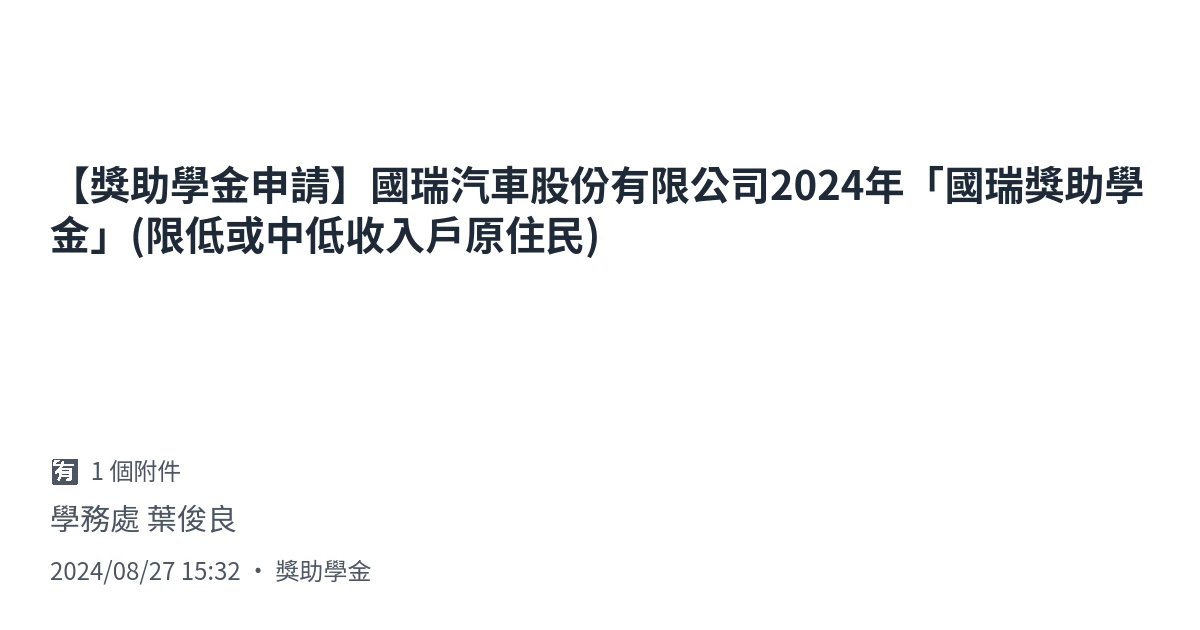 【獎助學金申請】國瑞汽車股份有限公司2024年「國瑞獎助學
金」(限低或中低收入戶原住民)
🈶 1 個附件
學務處 葉俊良
2024/08/27 15:32 • 獎助學金